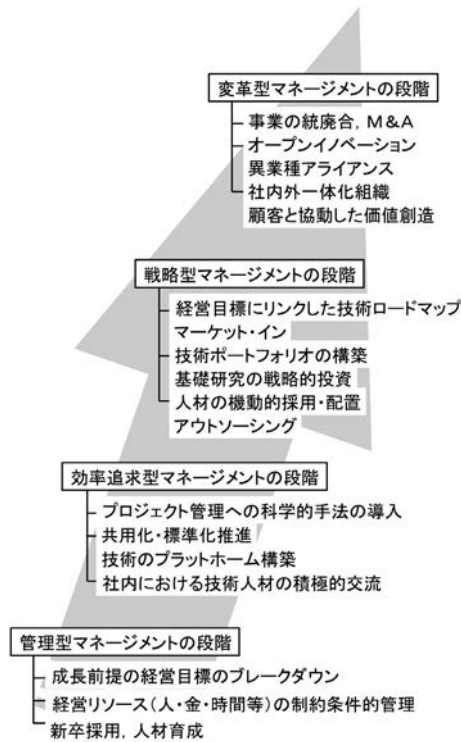 変革型マネージメントの段階
事業の統廃合, M&A
オープンイノベーション
異業種アライアンス
社内外一体化組織
顧客と協動した価値創造
戦略型マネージメントの段階
経営目標にリンクした技術ロードマップ
マーケット・イン
技術ポートフォリオの構築
基礎研究の戦略的投資
人材の機動的採用・配置
アウトソーシング
効率追求型マネージメントの段階
プロジェクト管理への科学的手法の導入
共用化・標準化推進
技術のプラットホーム構築
社内における技術人材の積極的交流
管理型マネージメントの段階
成長前提の経営目標のブレークダウン
経営リソース(人・金・時間等)の制約条件的管理
新卒採用, 人材育成